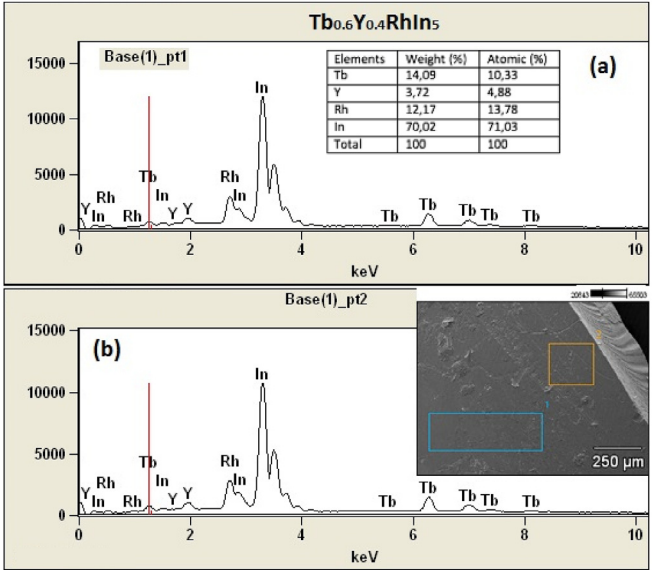 Tb0.6Y0.4RhIn5
Base(1)_pt1
(a)
Elements Weight (%) Atomic (%)
Tb 14,09 10,33
Y 3,72 4,88
Rh 12,17 13,78
In 70,02 71,03
Total 100 100
15000
10000
5000
0
In
Rh
In
Y
Rh
In
Rh
Tb
In
Y
Y
Tb
Tb
Tb
Tb
Tb
0 2 4 6 8 10
keV
Base(1)_pt2
(b)
15000
10000
5000
0
In
Rh
In
Y
Rh
In
Rh
Tb
In
Y
Y
Tb
Tb
Tb
Tb
Tb
0 2 4 6 8 10
keV
2
1
250 µm